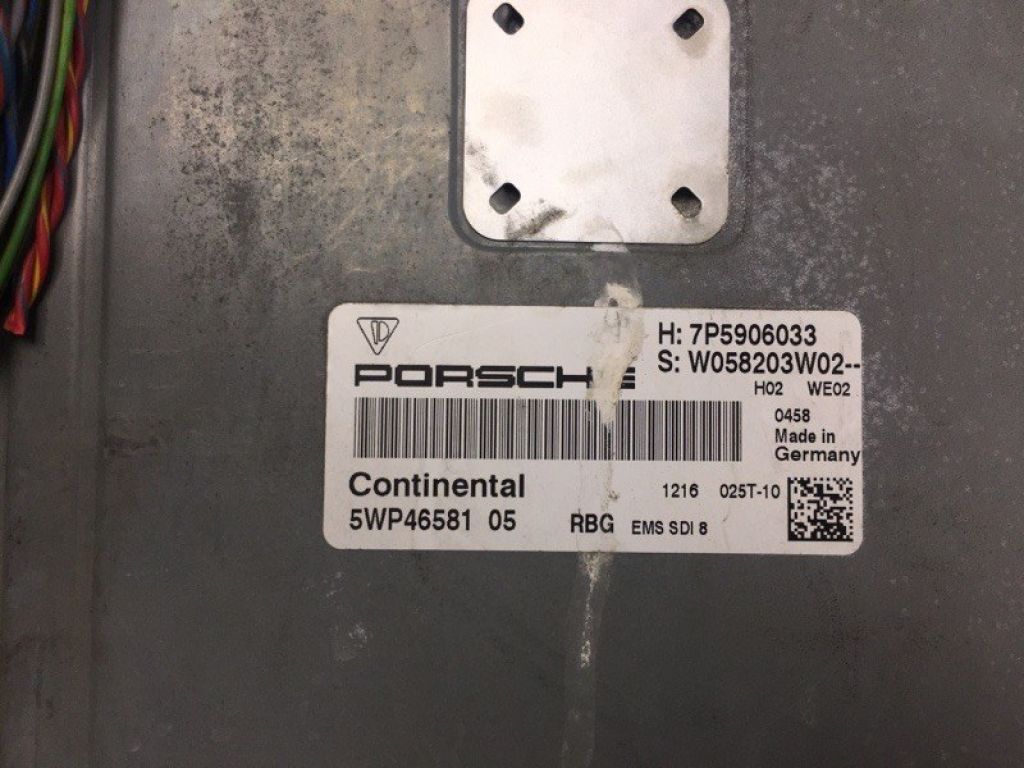 H: 7P5906033
PORSCHE
S: W058203W02--
H02 WE02
0458
Made in
Germany
Continental
1216 025T-10
5WP46581 05
RBG EMS SDI 8